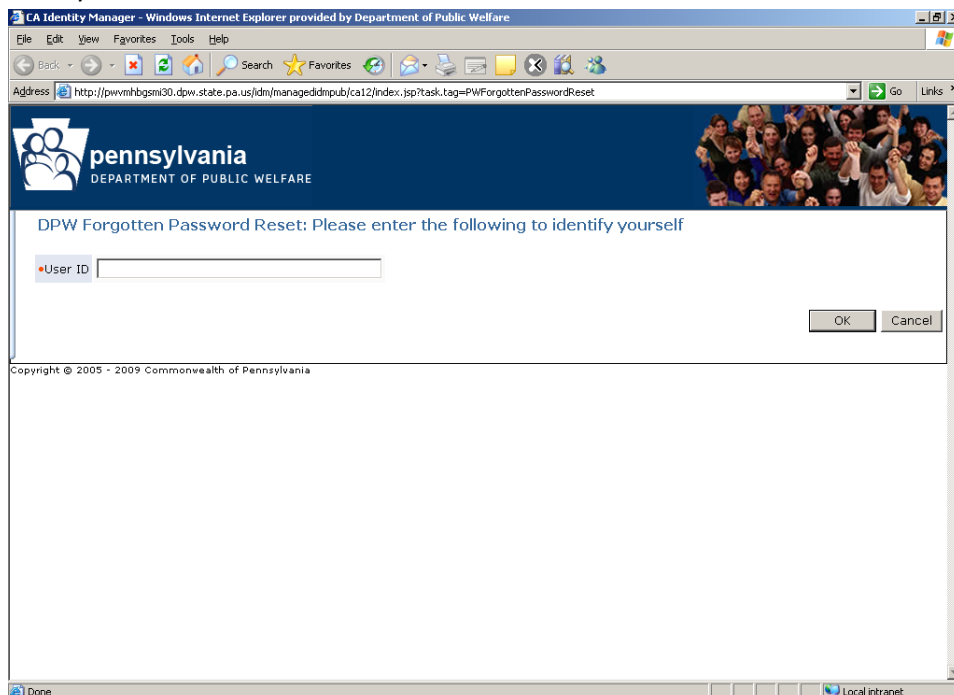 CA Identity Manager - Windows Internet Explorer provided by Department of Public Welfare
File Edit View Favorites Tools Help
Back Search Favorites
Address http://pwvmhbgsmi30.dpw.state.pa.us/idm/managedidmpub/ca12/index.jsp?task.tag=PWForgottenPasswordReset Go Links
pennsylvania
DEPARTMENT OF PUBLIC WELFARE
DPW Forgotten Password Reset: Please enter the following to identify yourself
•User ID
OK Cancel
Copyright © 2005 - 2009 Commonwealth of Pennsylvania
Done Local intranet